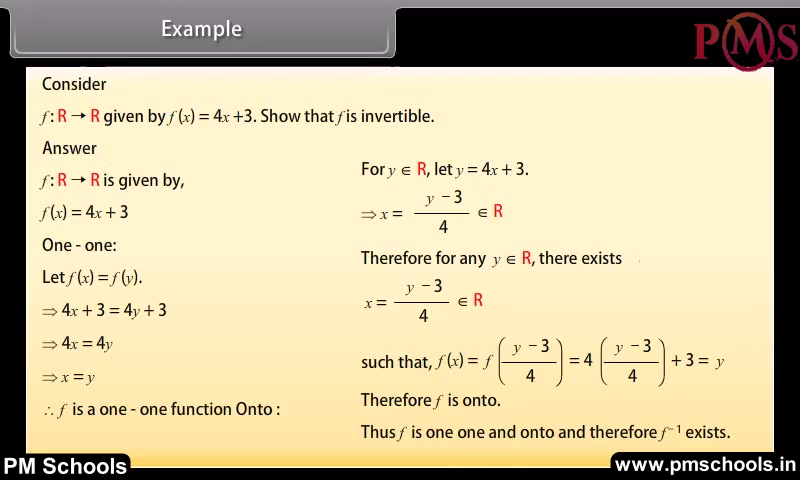 Example
PMS
Consider
f : R → R given by f (x) = 4x +3. Show that f is invertible.
Answer
f : R → R is given by,
f (x) = 4x + 3
One - one:
Let f (x) = f (y).
⇒ 4x + 3 = 4y + 3
⇒ 4x = 4y
⇒ x = y
∴ f is a one - one function Onto :
For y ∈ R, let y = 4x + 3.
⇒ x = (y − 3)/4 ∈ R
Therefore for any y ∈ R, there exists
x = (y − 3)/4 ∈ R
such that, f (x) = f ((y − 3)/4) = 4 ((y − 3)/4) + 3 = y
Therefore f is onto.
Thus f is one one and onto and therefore f⁻¹ exists.
PM Schools
www.pmschools.in